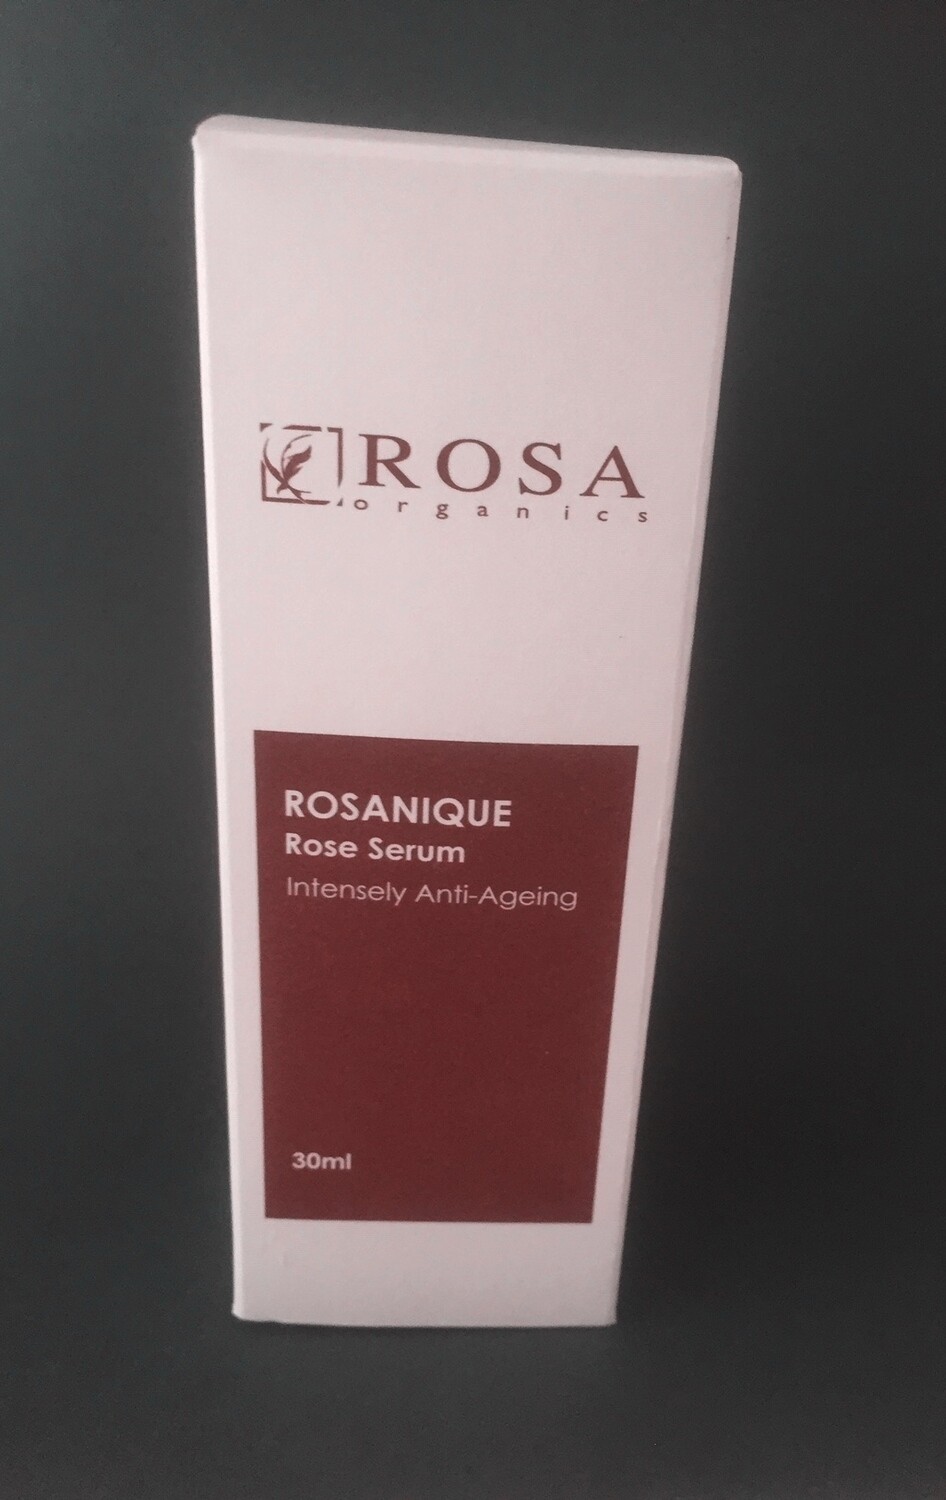 ROSA
organics
ROSANIQUE
Rose Serum
Intensely Anti-Ageing
30ml